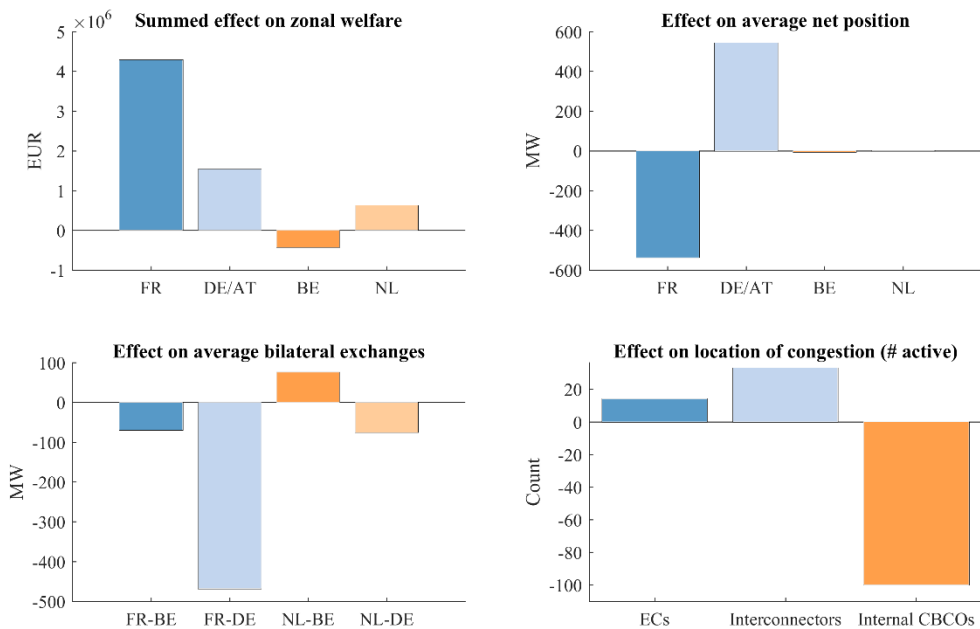 Summed effect on zonal welfare
×10⁶
5
4
3
2
1
0
-1
EUR
FR DE/AT BE NL
Effect on average net position
600
400
200
0
-200
-400
-600
MW
FR DE/AT BE NL
Effect on average bilateral exchanges
100
0
-100
-200
-300
-400
-500
MW
FR-BE FR-DE NL-BE NL-DE
Effect on location of congestion (# active)
20
0
-20
-40
-60
-80
-100
Count
ECs Interconnectors Internal CBCOs